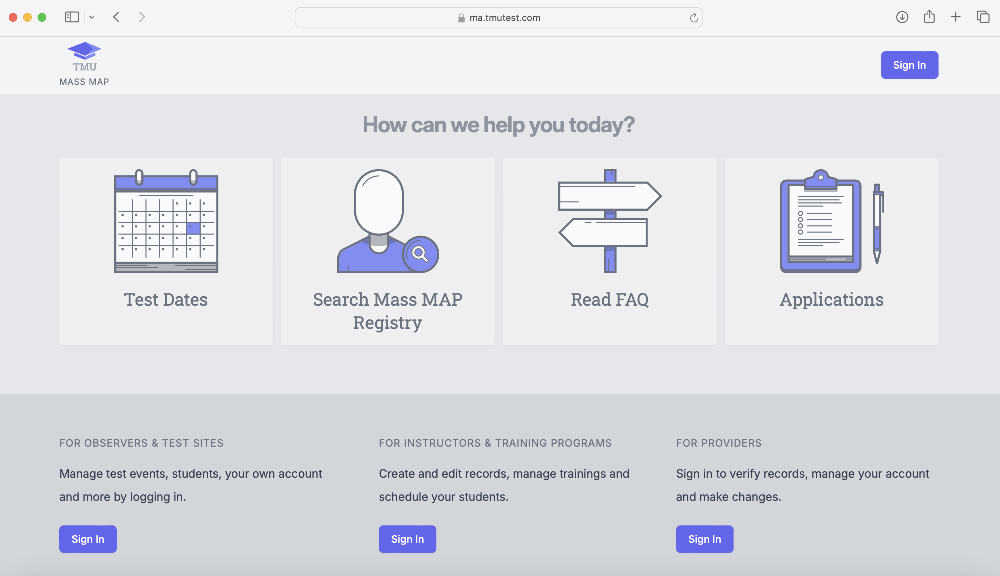 ma.tmutest.com
TMU
MASS MAP
Sign In
How can we help you today?
Test Dates
Search Mass MAP
Registry
Read FAQ
Applications
FOR OBSERVERS & TEST SITES
Manage test events, students, your own account
and more by logging in.
Sign In
FOR INSTRUCTORS & TRAINING PROGRAMS
Create and edit records, manage trainings and
schedule your students.
Sign In
FOR PROVIDERS
Sign in to verify records, manage your account
and make changes.
Sign In